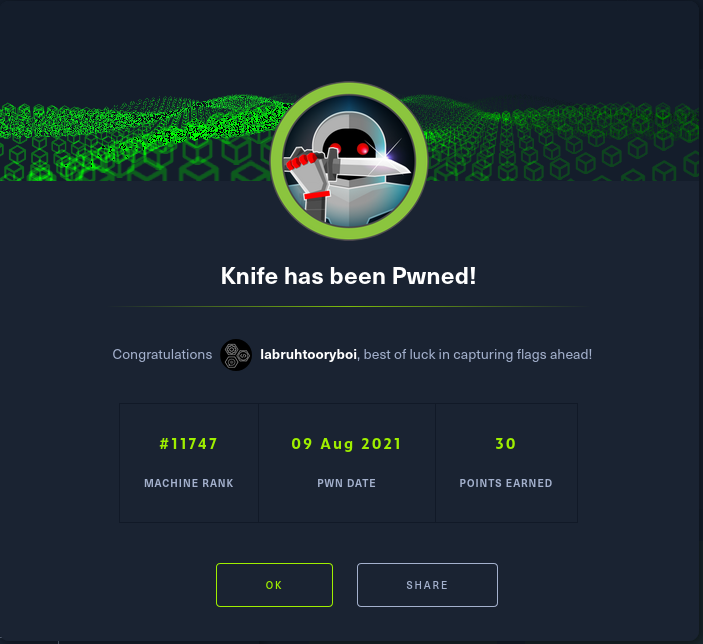 Knife has been Pwned!
Congratulations labruhtooryboi, best of luck in capturing flags ahead!
#11747 09 Aug 2021 30
MACHINE RANK PWN DATE POINTS EARNED
OK SHARE